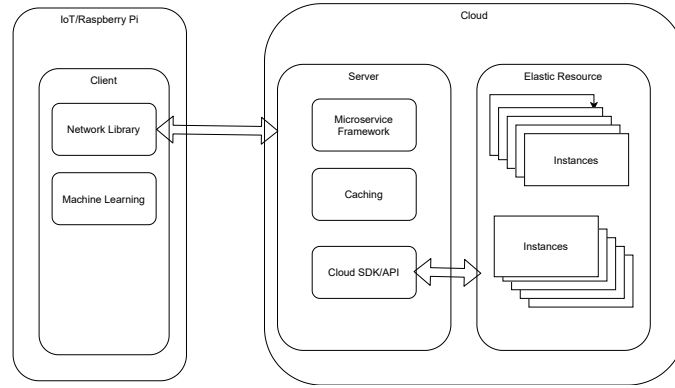 IoT/Raspberry Pi
Client
Network Library
Machine Learning
Cloud
Server
Microservice
Framework
Caching
Cloud SDK/API
Elastic Resource
Instances
Instances